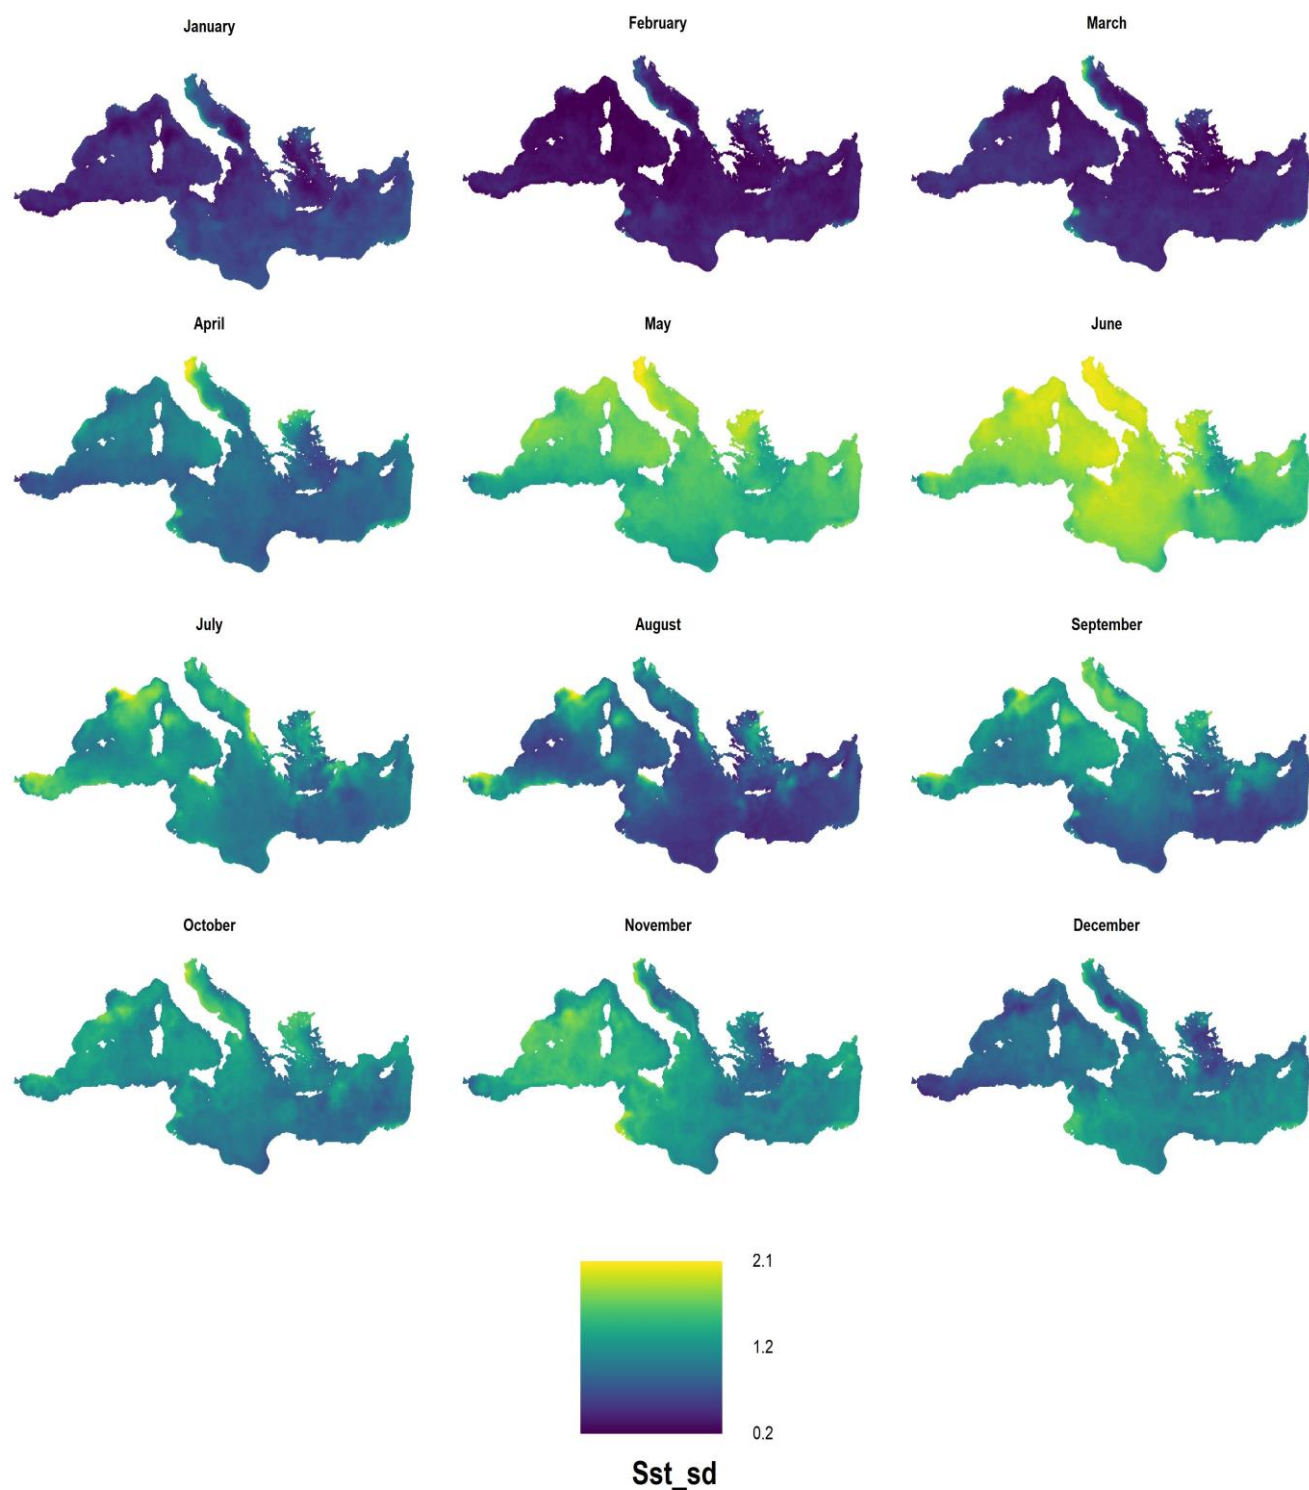 January
February
March
April
May
June
July
August
September
October
November
December
2.1
1.2
0.2
Sst_sd